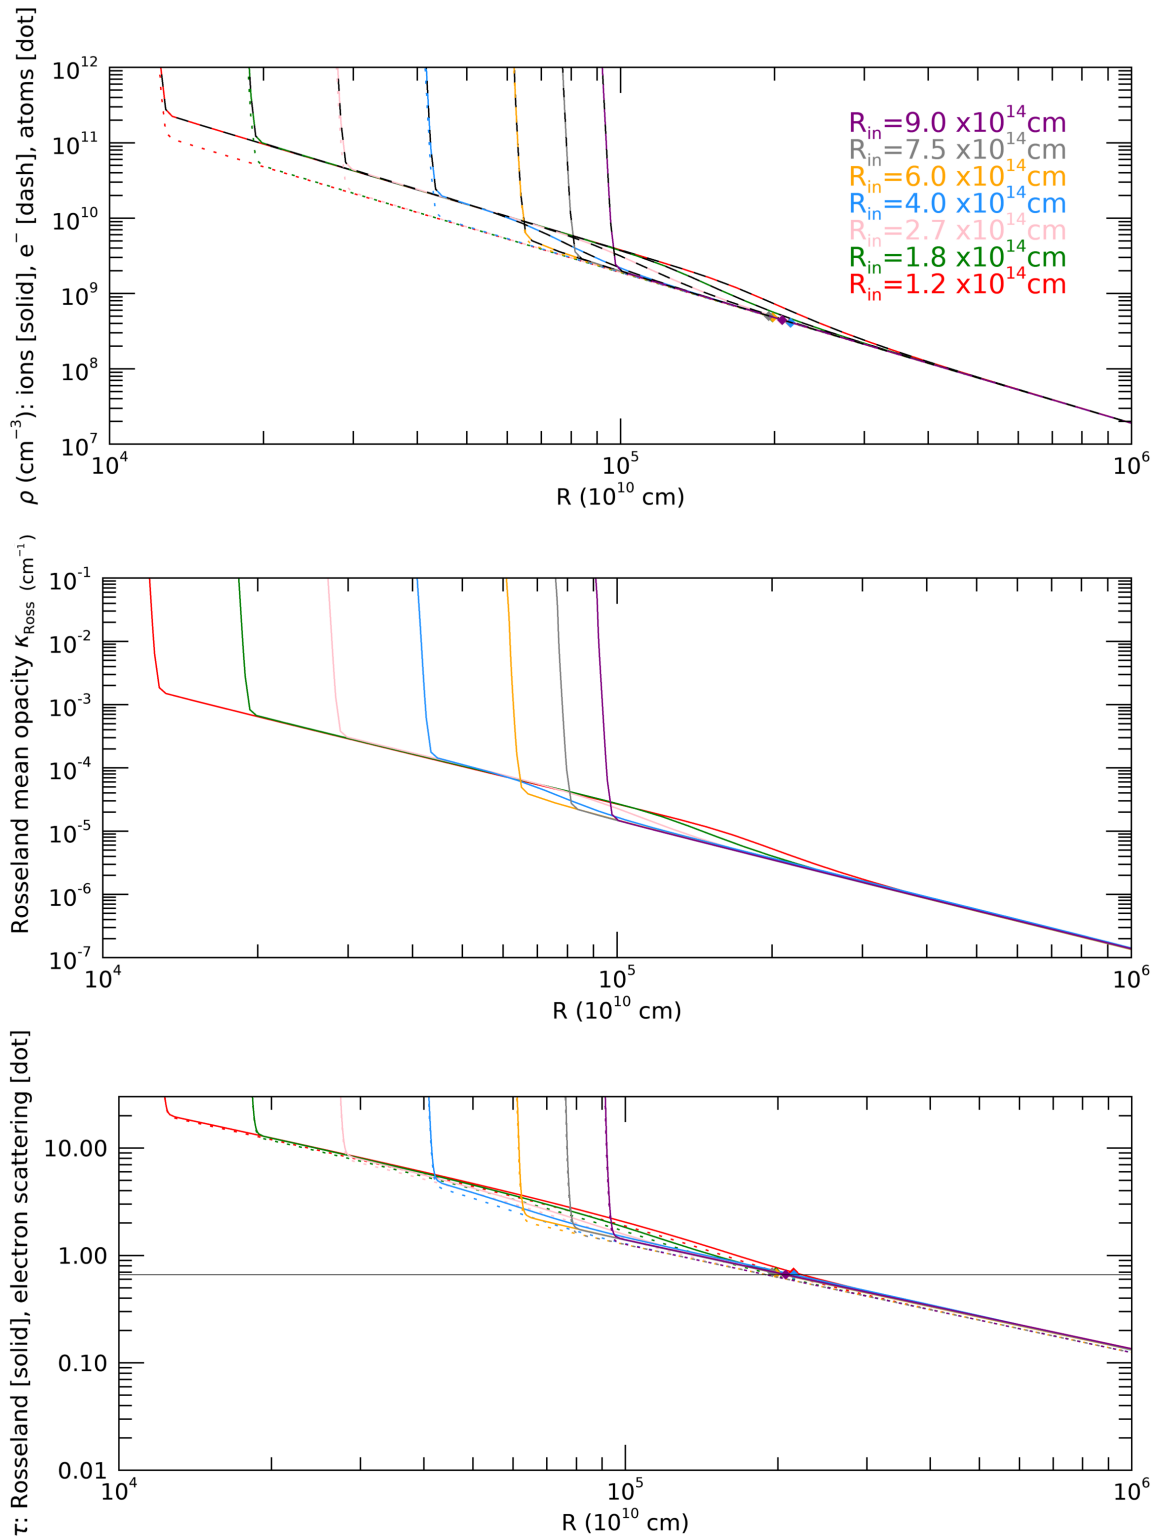 ρ (cm⁻³): ions [solid], e⁻ [dash], atoms [dot]
10¹²
10¹¹
10¹⁰
10⁹
10⁸
10⁷
R_in=9.0 x10¹⁴cm
R_in=7.5 x10¹⁴cm
R_in=6.0 x10¹⁴cm
R_in=4.0 x10¹⁴cm
R_in=2.7 x10¹⁴cm
R_in=1.8 x10¹⁴cm
R_in=1.2 x10¹⁴cm
10⁴ 10⁵ 10⁶
R (10¹⁰ cm)
Rosseland mean opacity κ_Ross (cm⁻¹)
10⁻¹
10⁻²
10⁻³
10⁻⁴
10⁻⁵
10⁻⁶
10⁻⁷
10⁴ 10⁵ 10⁶
R (10¹⁰ cm)
τ: Rosseland [solid], electron scattering [dot]
10.00
1.00
0.10
0.01
10⁴ 10⁵ 10⁶
R (10¹⁰ cm)